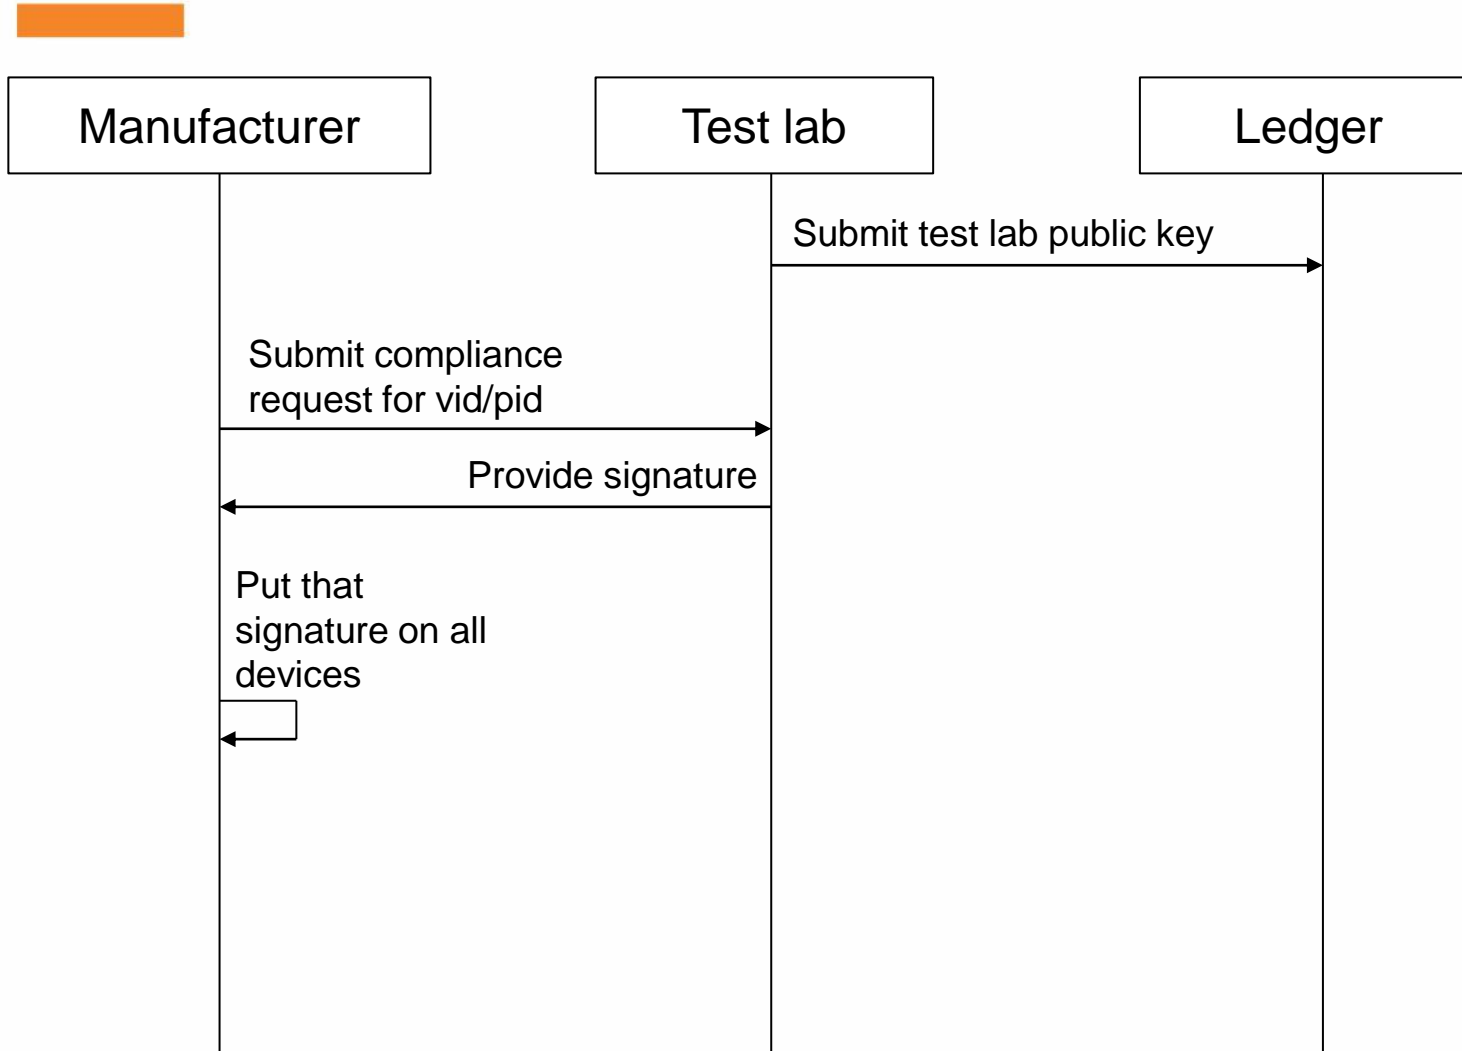 Manufacturer
Test lab
Ledger
Submit test lab public key
Submit compliance
request for vid/pid
Provide signature
Put that
signature on all
devices